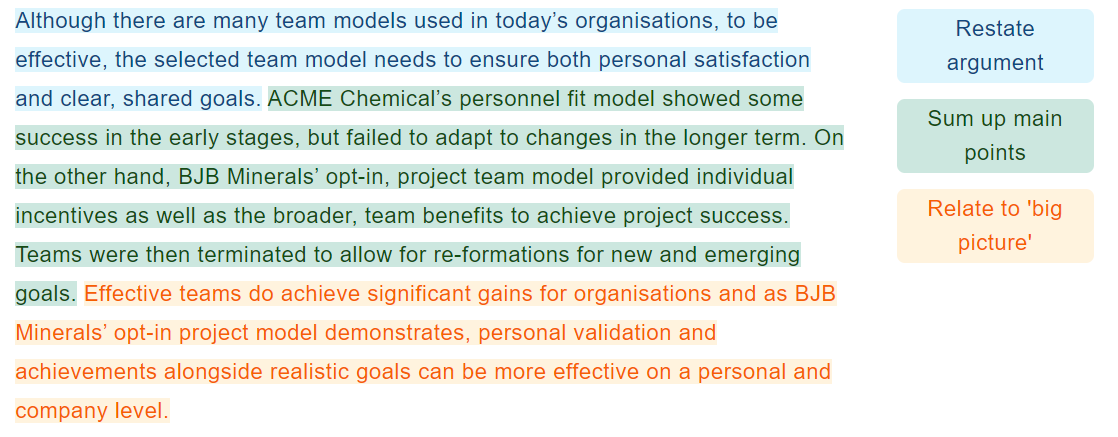 Although there are many team models used in today’s organisations, to be
effective, the selected team model needs to ensure both personal satisfaction
and clear, shared goals. ACME Chemical’s personnel fit model showed some
success in the early stages, but failed to adapt to changes in the longer term. On
the other hand, BJB Minerals’ opt-in, project team model provided individual
incentives as well as the broader, team benefits to achieve project success.
Teams were then terminated to allow for re-formations for new and emerging
goals. Effective teams do achieve significant gains for organisations and as BJB
Minerals’ opt-in project model demonstrates, personal validation and
achievements alongside realistic goals can be more effective on a personal and
company level.
Restate
argument
Sum up main
points
Relate to 'big
picture'